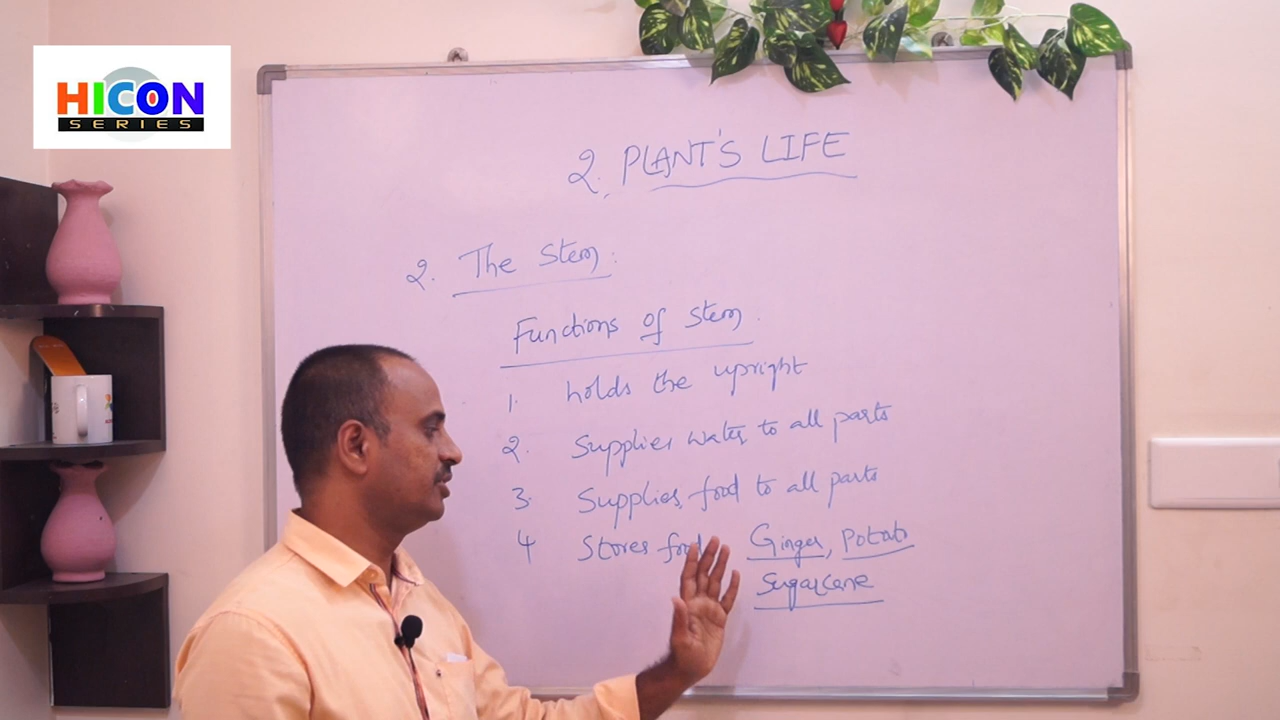 HICON
SERIES
2. PLANT'S LIFE
2. The Stem:
Functions of Stem.
1. holds the upright
2. Supplies water to all parts
3. Supplies food to all parts
4 Stores food Ginger, Potato
Sugarcane